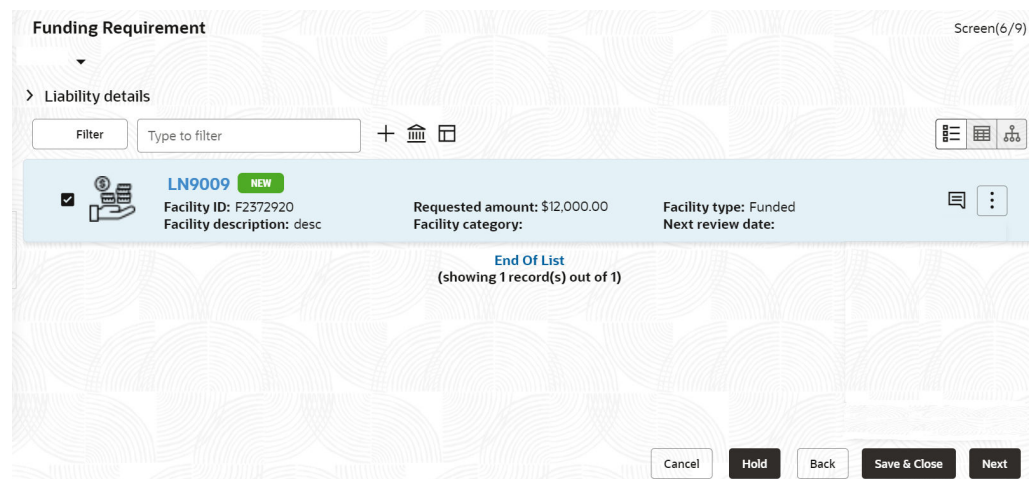 Funding Requirement Screen(6/9)
Liability details
Filter Type to filter
LN9009 NEW
Facility ID: F2372920 Requested amount: $12,000.00 Facility type: Funded
Facility description: desc Facility category: Next review date:
End Of List
(showing 1 record(s) out of 1)
Cancel Hold Back Save & Close Next